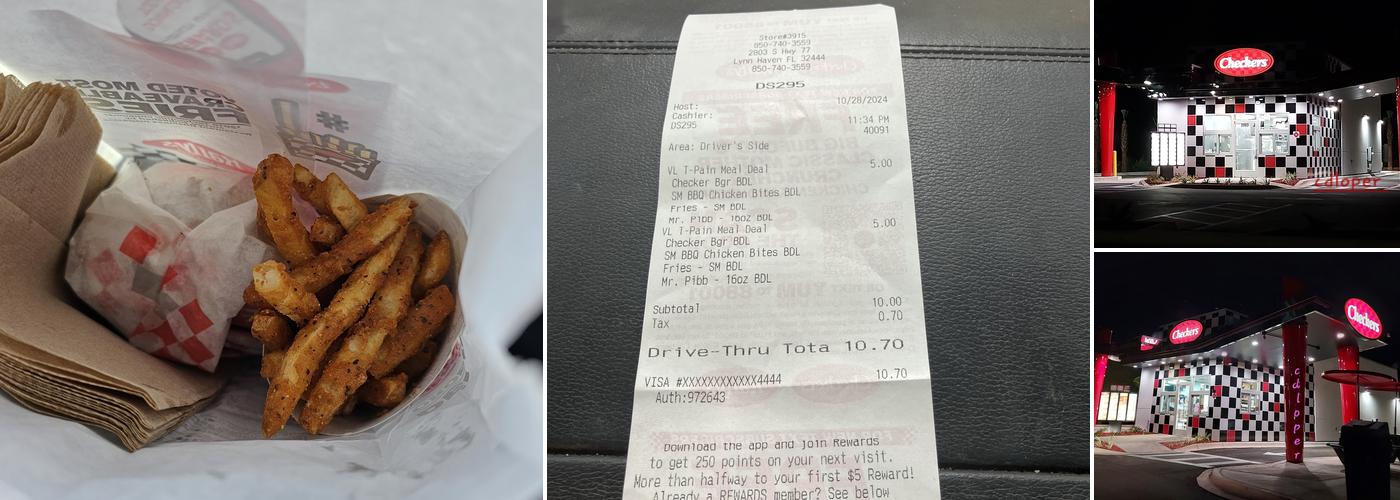 VOTED MOST
CRAVEABLE
FRIES
Rally's
Store#3915
850-740-3559
2803 S Hwy 77
Lynn Haven FL 32444
850-740-3559
DS295
Host: 10/28/2024
Cashier: 11:34 PM
DS295 40091
Area: Driver's Side
VL T-Pain Meal Deal 5.00
Checker Bgr BDL
SM BBQ Chicken Bites BDL
Fries - SM BDL
Mr. Pibb - 16oz BDL
VL T-Pain Meal Deal 5.00
Checker Bgr BDL
SM BBQ Chicken Bites BDL
Fries - SM BDL
Mr. Pibb - 16oz BDL
Subtotal 10.00
Tax 0.70
Drive-Thru Tota 10.70
VISA #XXXXXXXXXXXX4444 10.70
Auth:972643
Download the app and join Rewards
to get 250 points on your next visit.
More than halfway to your first $5 Reward!
Already a REWARDS member? See below
Checkers
cdloper
Checkers
Checkers
cdlpper